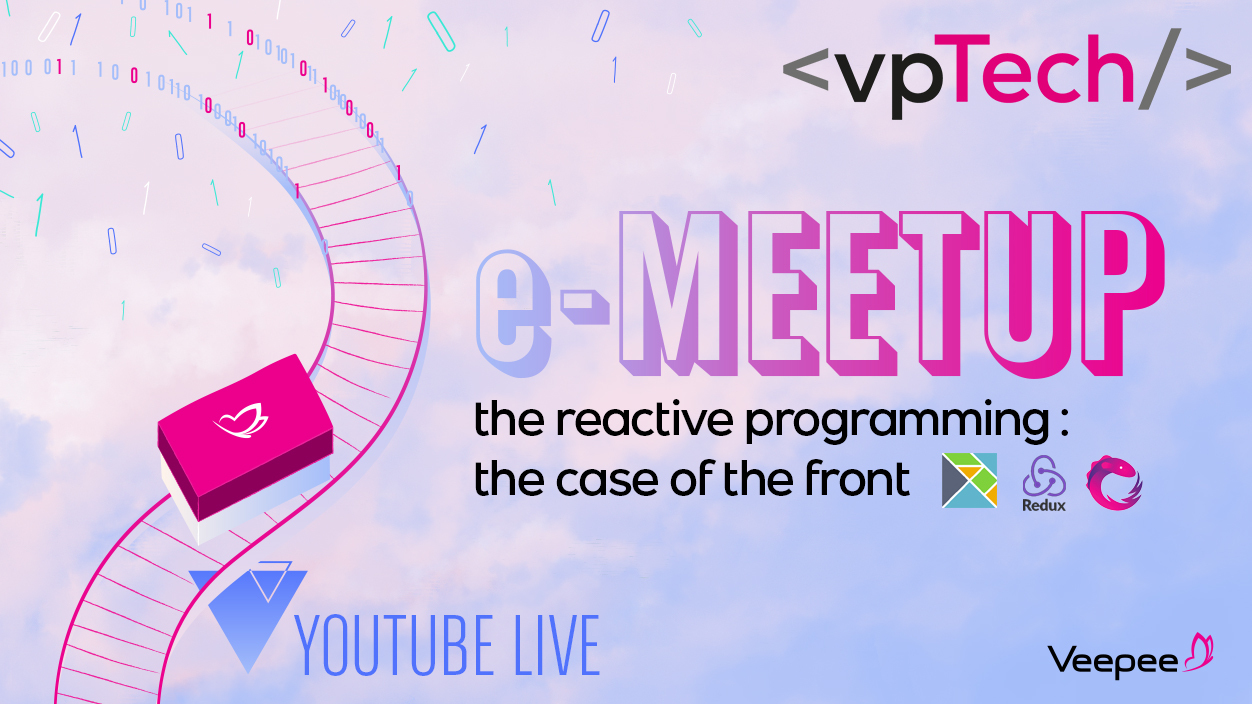 <vpTech/>
e-MEETUP
the reactive programming :
the case of the front
Redux
YOUTUBE LIVE
Veepee